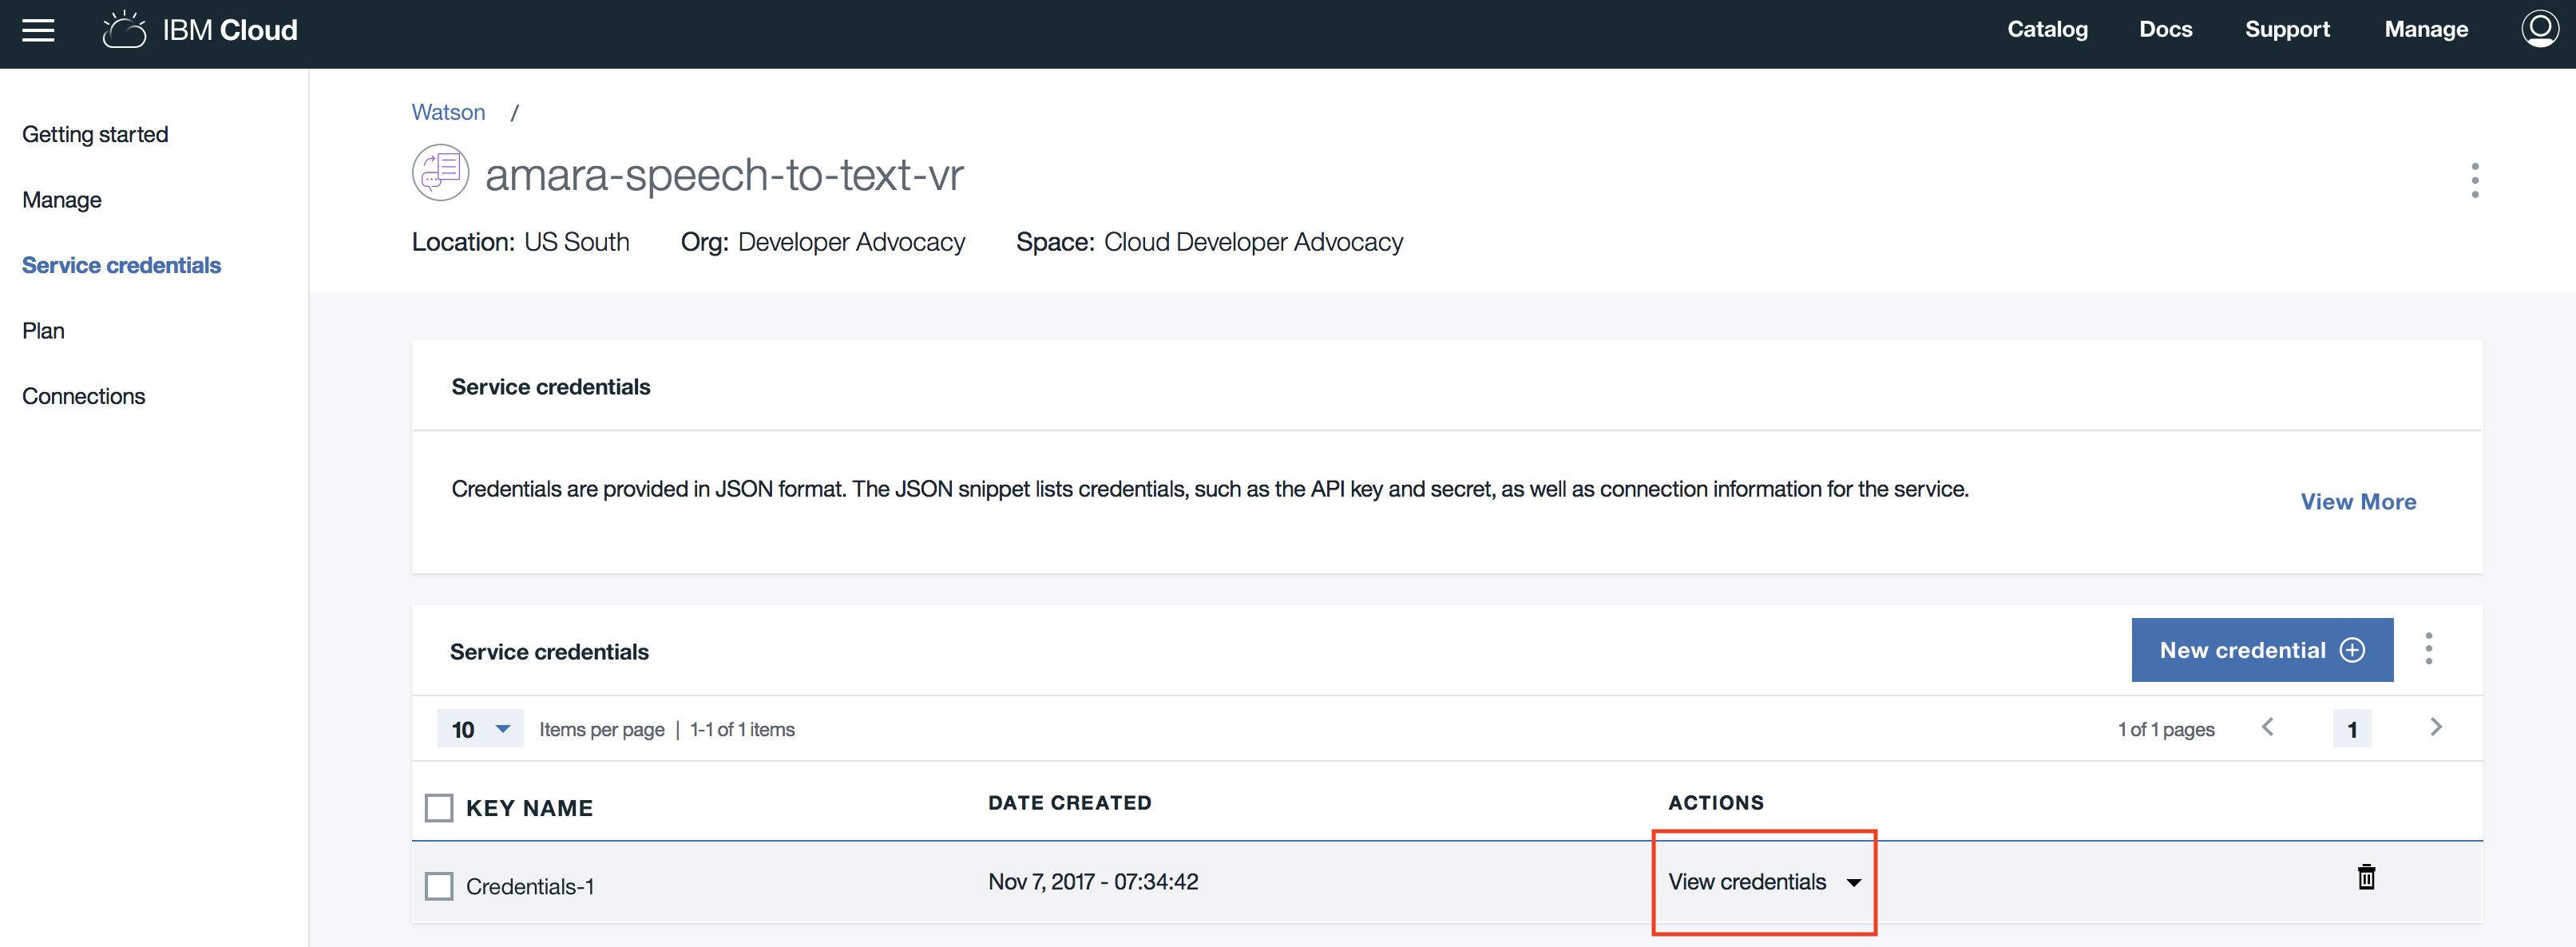 IBM Cloud
Catalog Docs Support Manage
Getting started
Manage
Service credentials
Plan
Connections
Watson /
amara-speech-to-text-vr
Location: US South Org: Developer Advocacy Space: Cloud Developer Advocacy
Service credentials
Credentials are provided in JSON format. The JSON snippet lists credentials, such as the API key and secret, as well as connection information for the service.
View More
Service credentials
New credential
10 Items per page | 1-1 of 1 items
1 of 1 pages 1
KEY NAME DATE CREATED ACTIONS
Credentials-1 Nov 7, 2017 - 07:34:42 View credentials